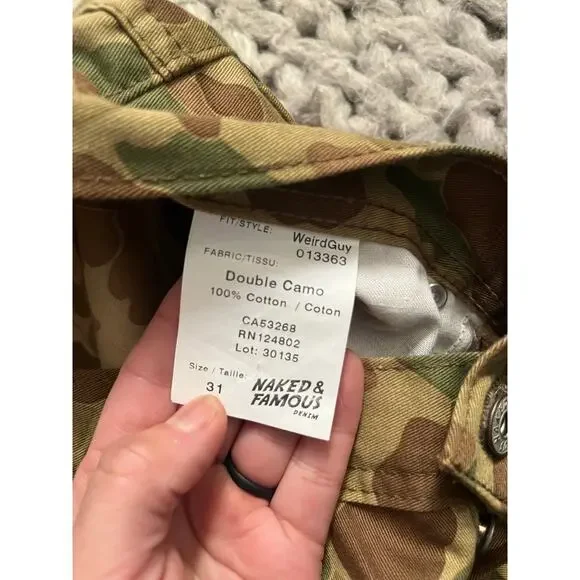 FIT/STYLE: WeirdGuy
013363
FABRIC/TISSU:
Double Camo
100% Cotton / Coton
CA53268
RN124802
Lot: 30135
Size / Taille:
31
NAKED &
FAMOUS
DENIM